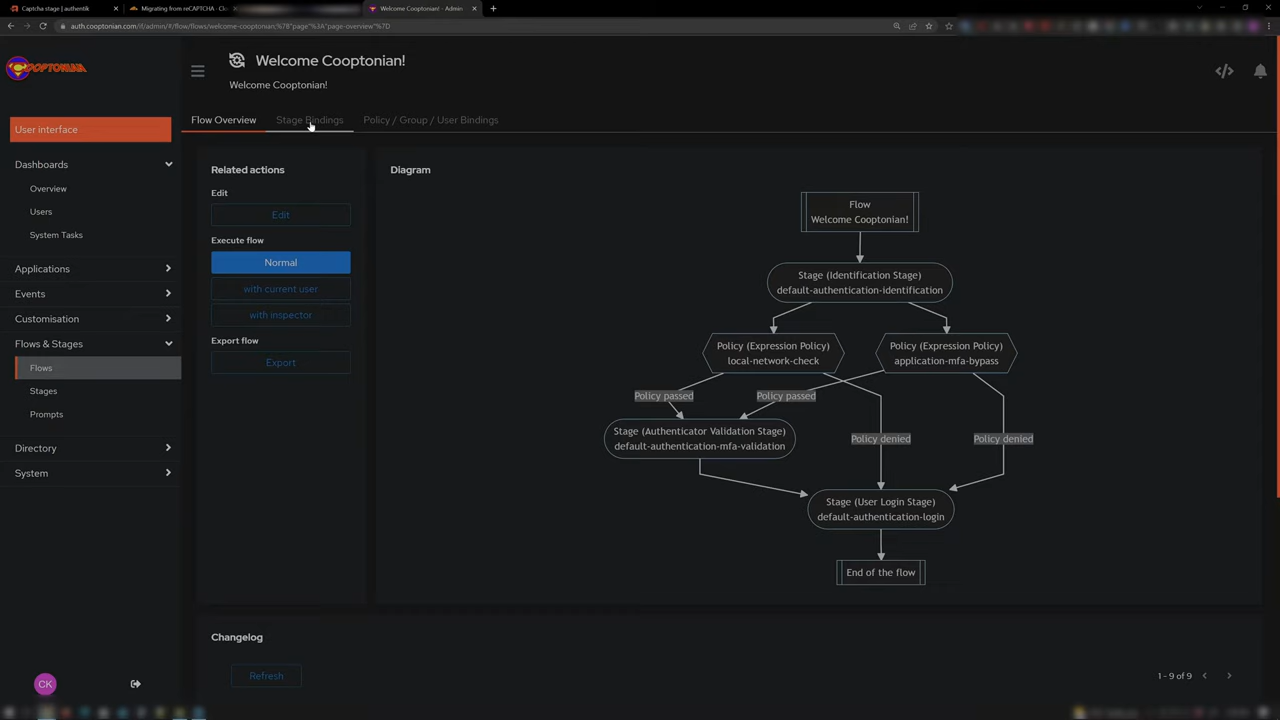 Captcha stage | authentik
Migrating from reCAPTCHA - Clo
Welcome Cooptonian! - Admin
auth.cooptonian.com/if/admin/#/flow/flows/welcome-cooptonian;%7B"page"%3A"page-overview"%7D
COOPTONIAN
Welcome Cooptonian!
Welcome Cooptonian!
User interface
Dashboards
Overview
Users
System Tasks
Applications
Events
Customisation
Flows & Stages
Flows
Stages
Prompts
Directory
System
CK
Flow Overview
Stage Bindings
Policy / Group / User Bindings
Related actions
Edit
Edit
Execute flow
Normal
with current user
with inspector
Export flow
Export
Diagram
Flow
Welcome Cooptonian!
Stage (Identification Stage)
default-authentication-identification
Policy (Expression Policy)
local-network-check
Policy (Expression Policy)
application-mfa-bypass
Policy passed
Policy passed
Stage (Authenticator Validation Stage)
default-authentication-mfa-validation
Policy denied
Policy denied
Stage (User Login Stage)
default-authentication-login
End of the flow
Changelog
Refresh
1 - 9 of 9